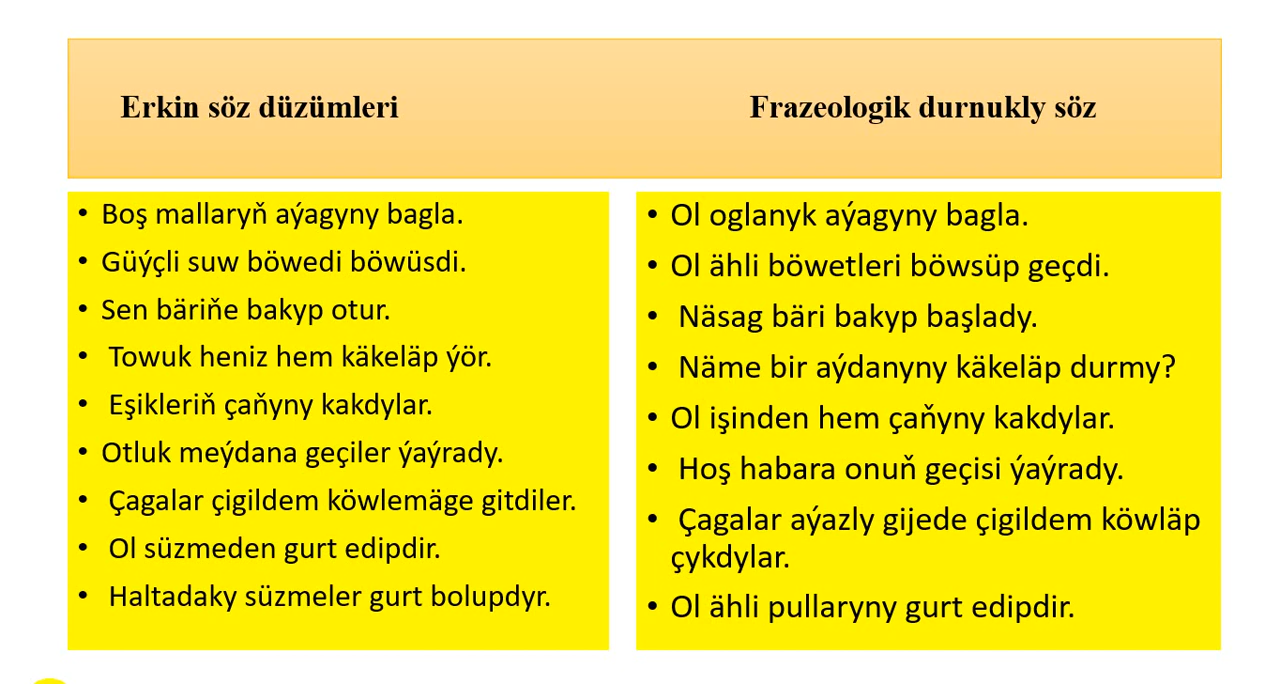 Erkin söz düzümleri
Frazeologik durnukly söz
• Boş mallaryň aýagyny bagla.
• Güýçli suw böwedi böwüsdi.
• Sen bäriňe bakyp otur.
• Towuk heniz hem käkeläp ýör.
• Eşikleriň çaňyny kakdylar.
• Otluk meýdana geçiler ýaýrady.
• Çagalar çigildem köwlemäge gitdiler.
• Ol süzmeden gurt edipdir.
• Haltadaky süzmeler gurt bolupdyr.
• Ol oglanyk aýagyny bagla.
• Ol ähli böwetleri böwsüp geçdi.
• Näsag bäri bakyp başlady.
• Näme bir aýdanyny käkeläp durmy?
• Ol işinden hem çaňyny kakdylar.
• Hoş habara onuň geçisi ýaýrady.
• Çagalar aýazly gijede çigildem köwläp
çykdylar.
• Ol ähli pullaryny gurt edipdir.